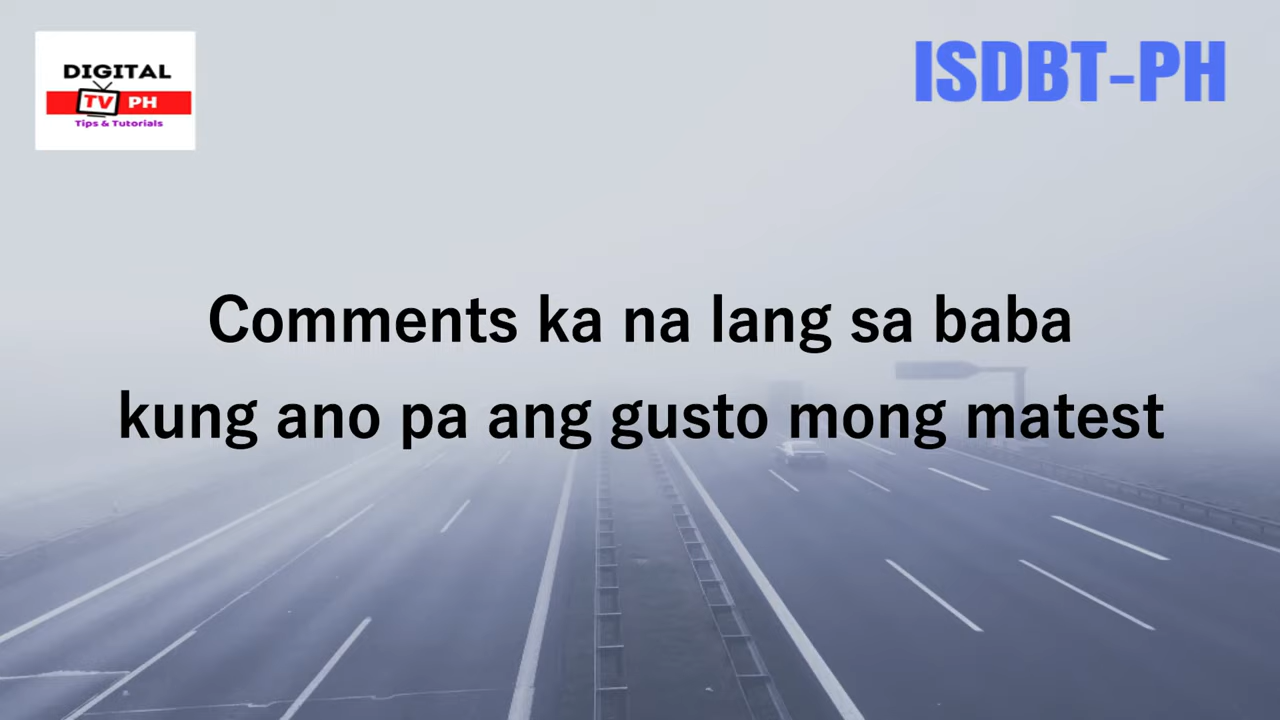 DIGITAL
TV PH
Tips & Tutorials
ISDBT-PH
Comments ka na lang sa baba
kung ano pa ang gusto mong matest